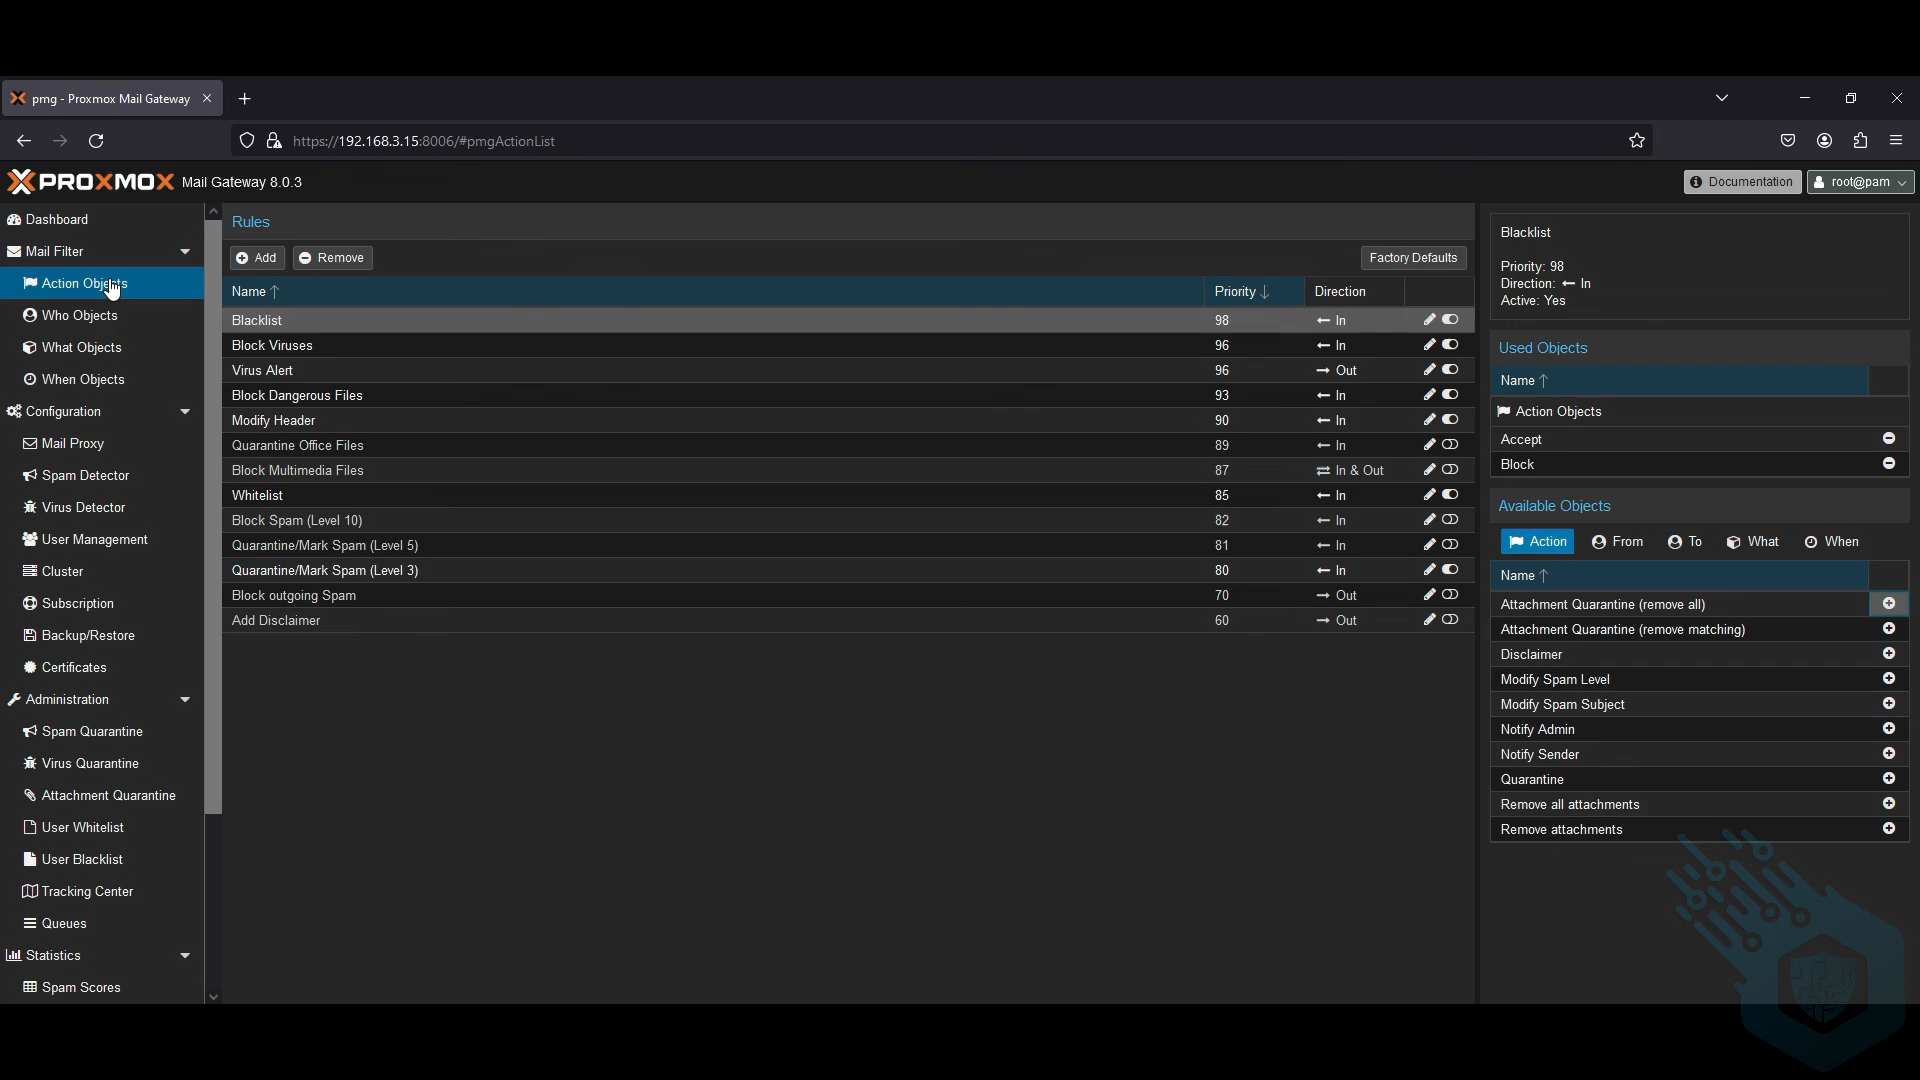 pmg - Proxmox Mail Gateway
https://192.168.3.15:8006/#pmgActionList
PROXMOX Mail Gateway 8.0.3
Documentation
root@pam
Dashboard
Mail Filter
Action Objects
Who Objects
What Objects
When Objects
Configuration
Mail Proxy
Spam Detector
Virus Detector
User Management
Cluster
Subscription
Backup/Restore
Certificates
Administration
Spam Quarantine
Virus Quarantine
Attachment Quarantine
User Whitelist
User Blacklist
Tracking Center
Queues
Statistics
Spam Scores
Rules
Add Remove Factory Defaults
Name Priority Direction
Blacklist 98 In
Block Viruses 96 In
Virus Alert 96 Out
Block Dangerous Files 93 In
Modify Header 90 In
Quarantine Office Files 89 In
Block Multimedia Files 87 In & Out
Whitelist 85 In
Block Spam (Level 10) 82 In
Quarantine/Mark Spam (Level 5) 81 In
Quarantine/Mark Spam (Level 3) 80 In
Block outgoing Spam 70 Out
Add Disclaimer 60 Out
Blacklist
Priority: 98
Direction: In
Active: Yes
Used Objects
Name
Action Objects
Accept
Block
Available Objects
Action From To What When
Name
Attachment Quarantine (remove all)
Attachment Quarantine (remove matching)
Disclaimer
Modify Spam Level
Modify Spam Subject
Notify Admin
Notify Sender
Quarantine
Remove all attachments
Remove attachments